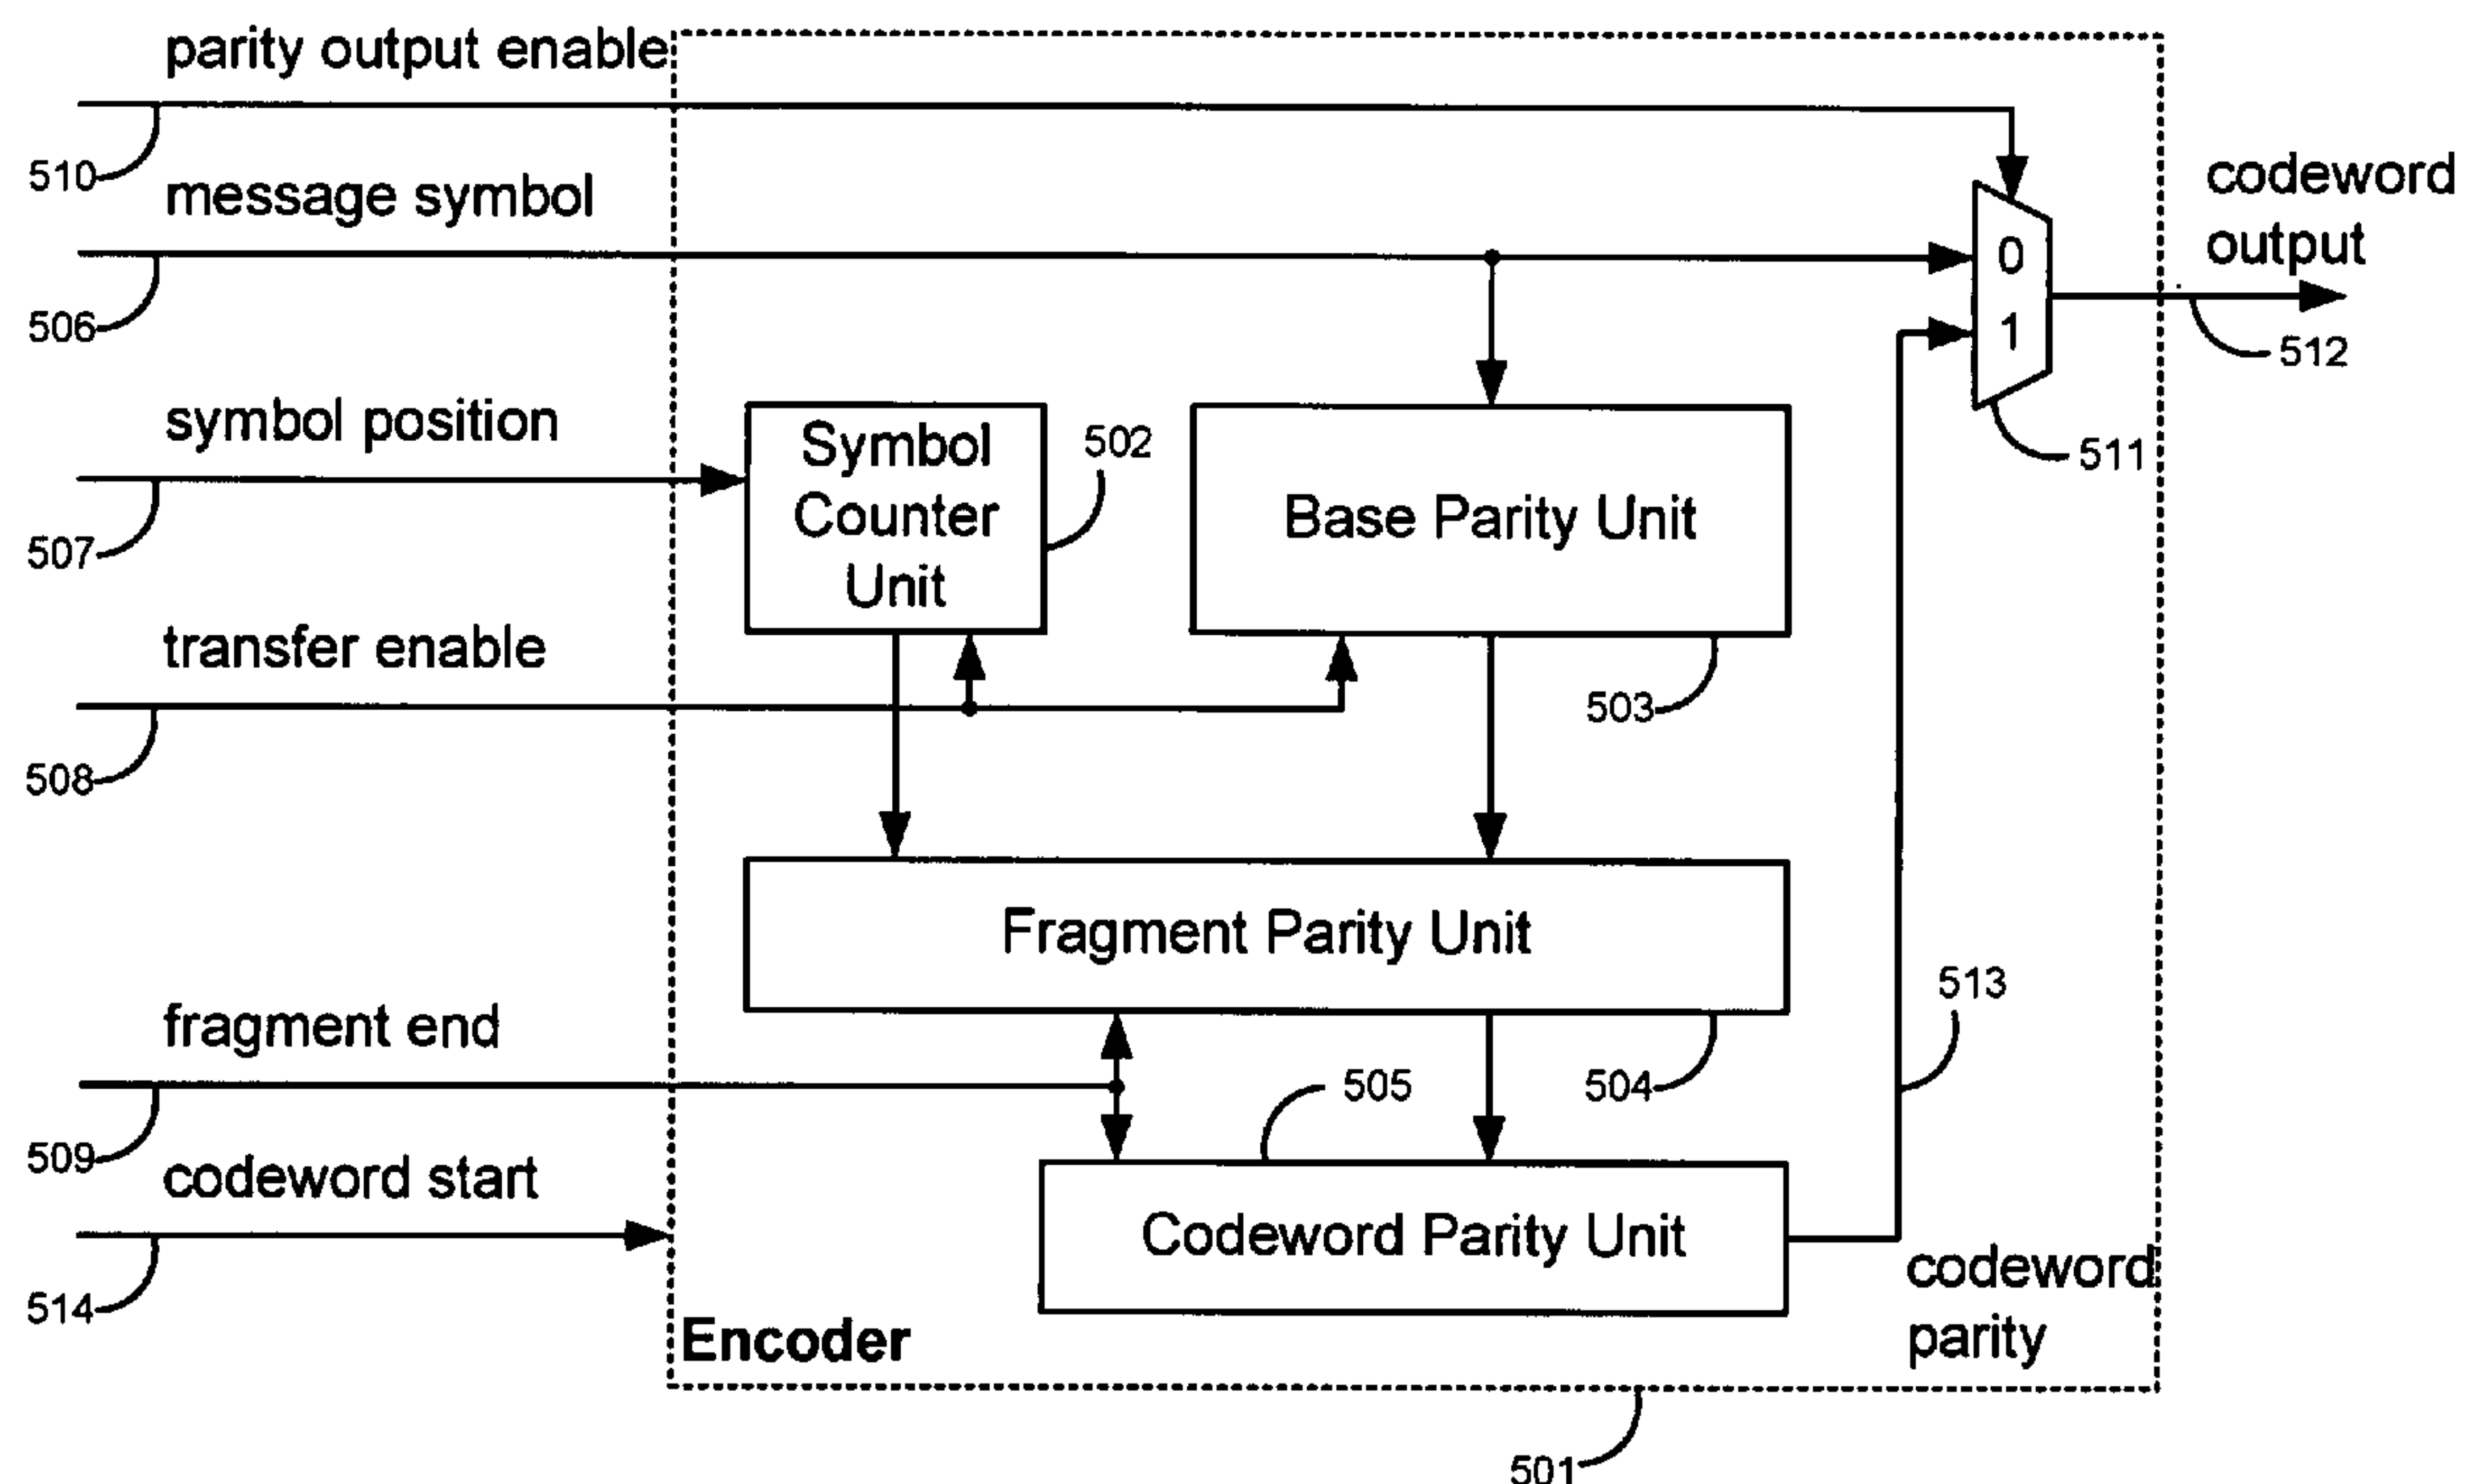 parity output enable
510
message symbol
506
codeword
output
0
1
512
511
symbol position
507
Symbol
Counter
Unit
502
Base Parity Unit
503
transfer enable
508
Fragment Parity Unit
504
fragment end
509
505
513
codeword start
514
Codeword Parity Unit
codeword
parity
Encoder
501